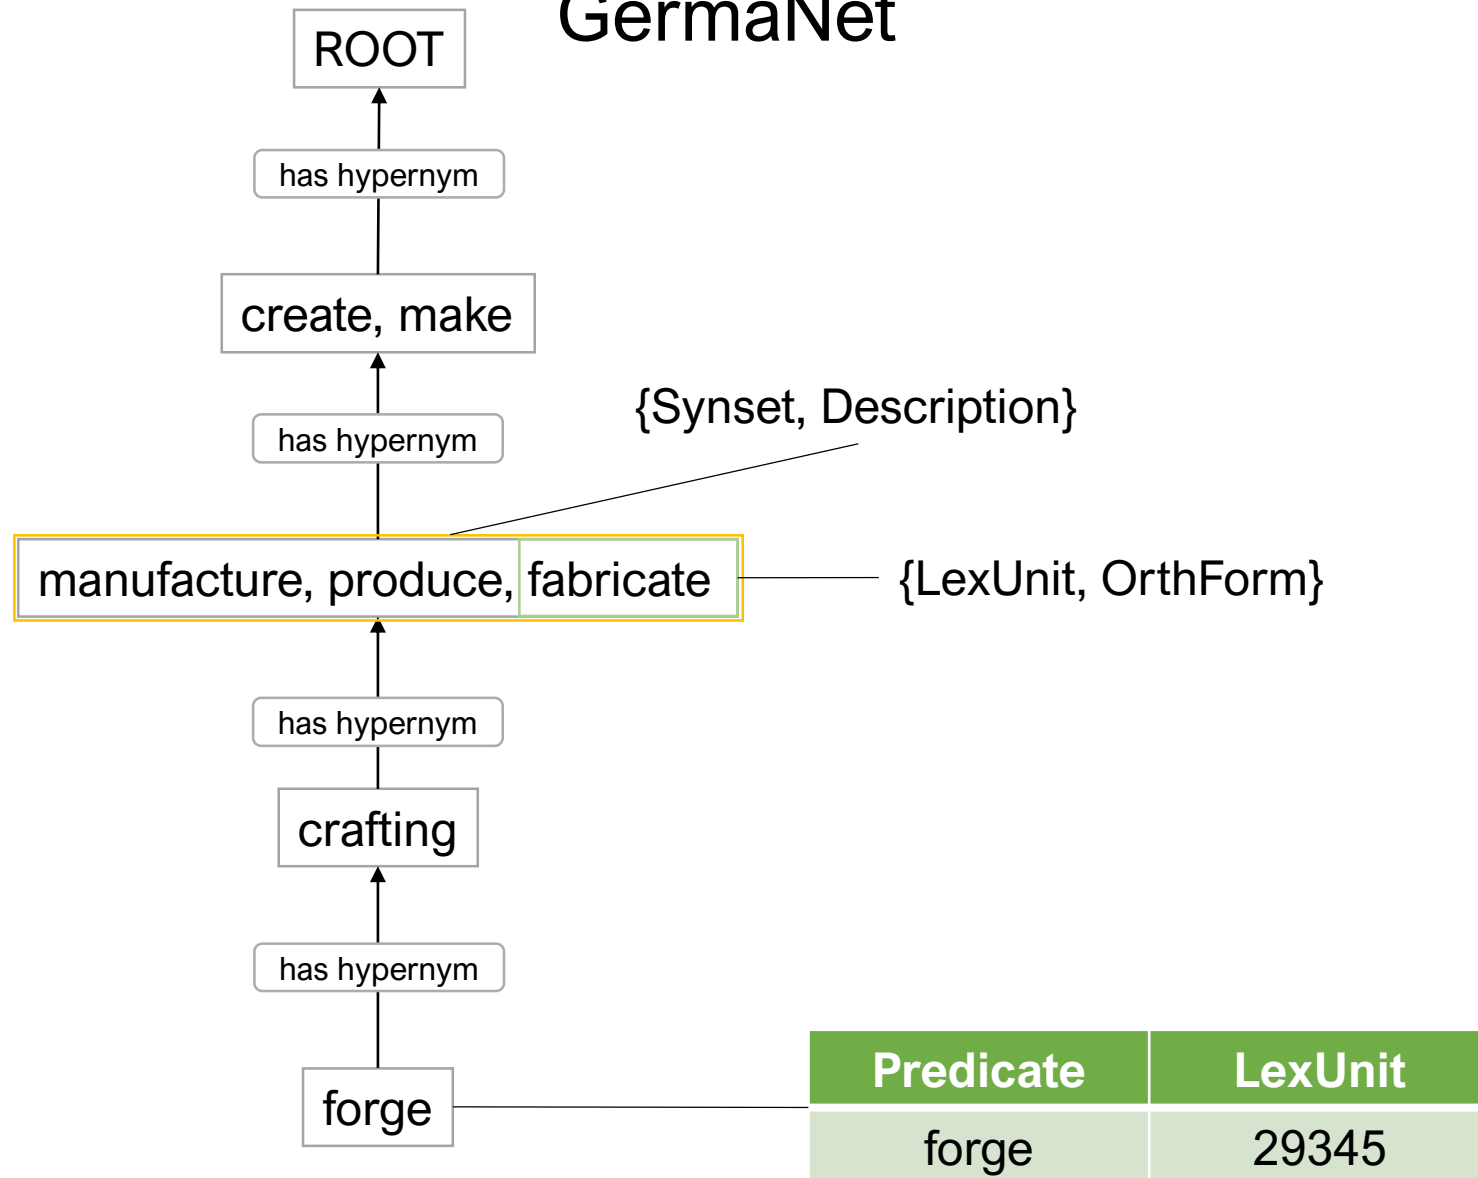 GermaNet
ROOT
has hypernym
create, make
{Synset, Description}
has hypernym
manufacture, produce, fabricate
{LexUnit, OrthForm}
has hypernym
crafting
has hypernym
forge
Predicate LexUnit
forge 29345